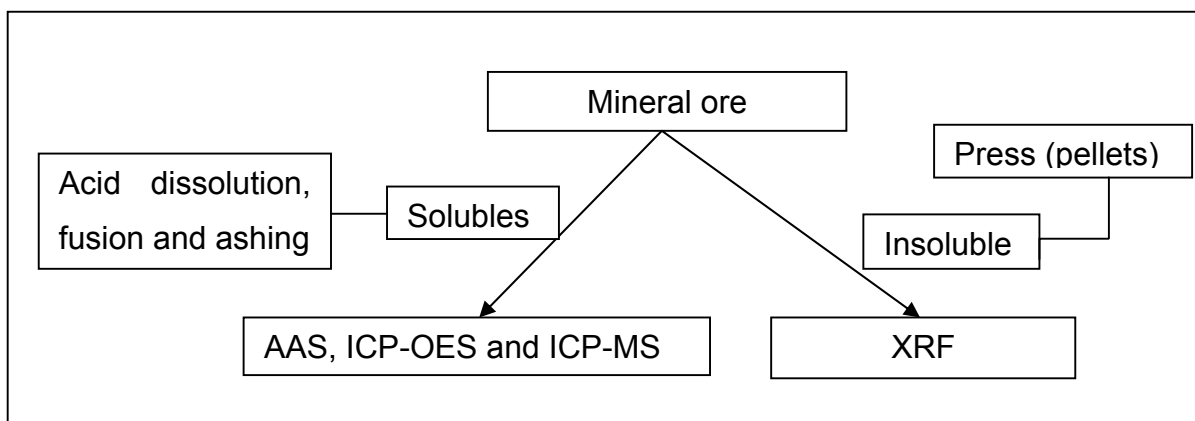 Mineral ore
Press (pellets)
Acid dissolution,
fusion and ashing
Solubles
Insoluble
AAS, ICP-OES and ICP-MS
XRF